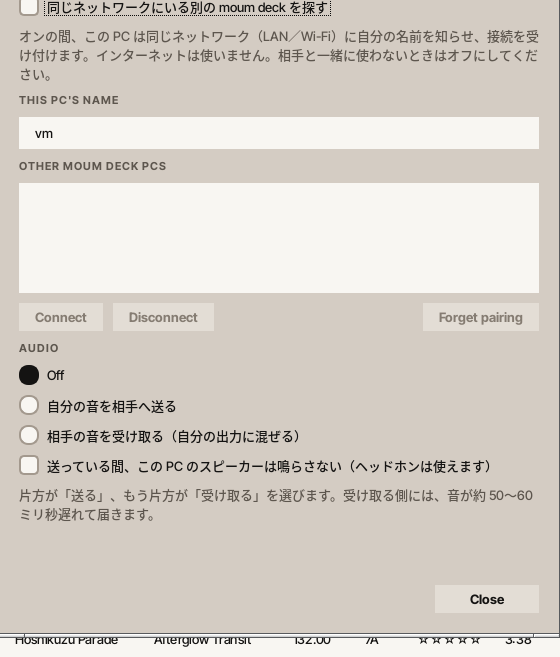 同じネットワークにいる別の moum deck を探す
オンの間、この PC は同じネットワーク（LAN／Wi-Fi）に自分の名前を知らせ、接続を受
け付けます。インターネットは使いません。相手と一緒に使わないときはオフにしてくだ
さい。
THIS PC'S NAME
vm
OTHER MOUM DECK PCS
Connect Disconnect Forget pairing
AUDIO
Off
自分の音を相手へ送る
相手の音を受け取る（自分の出力に混ぜる）
送っている間、この PC のスピーカーは鳴らさない（ヘッドホンは使えます）
片方が「送る」、もう片方が「受け取る」を選びます。受け取る側には、音が約 50〜60
ミリ秒遅れて届きます。
Close
Hoshikuzu Parade Afterglow Transit 132.00 7A ☆☆☆☆☆ 3:38